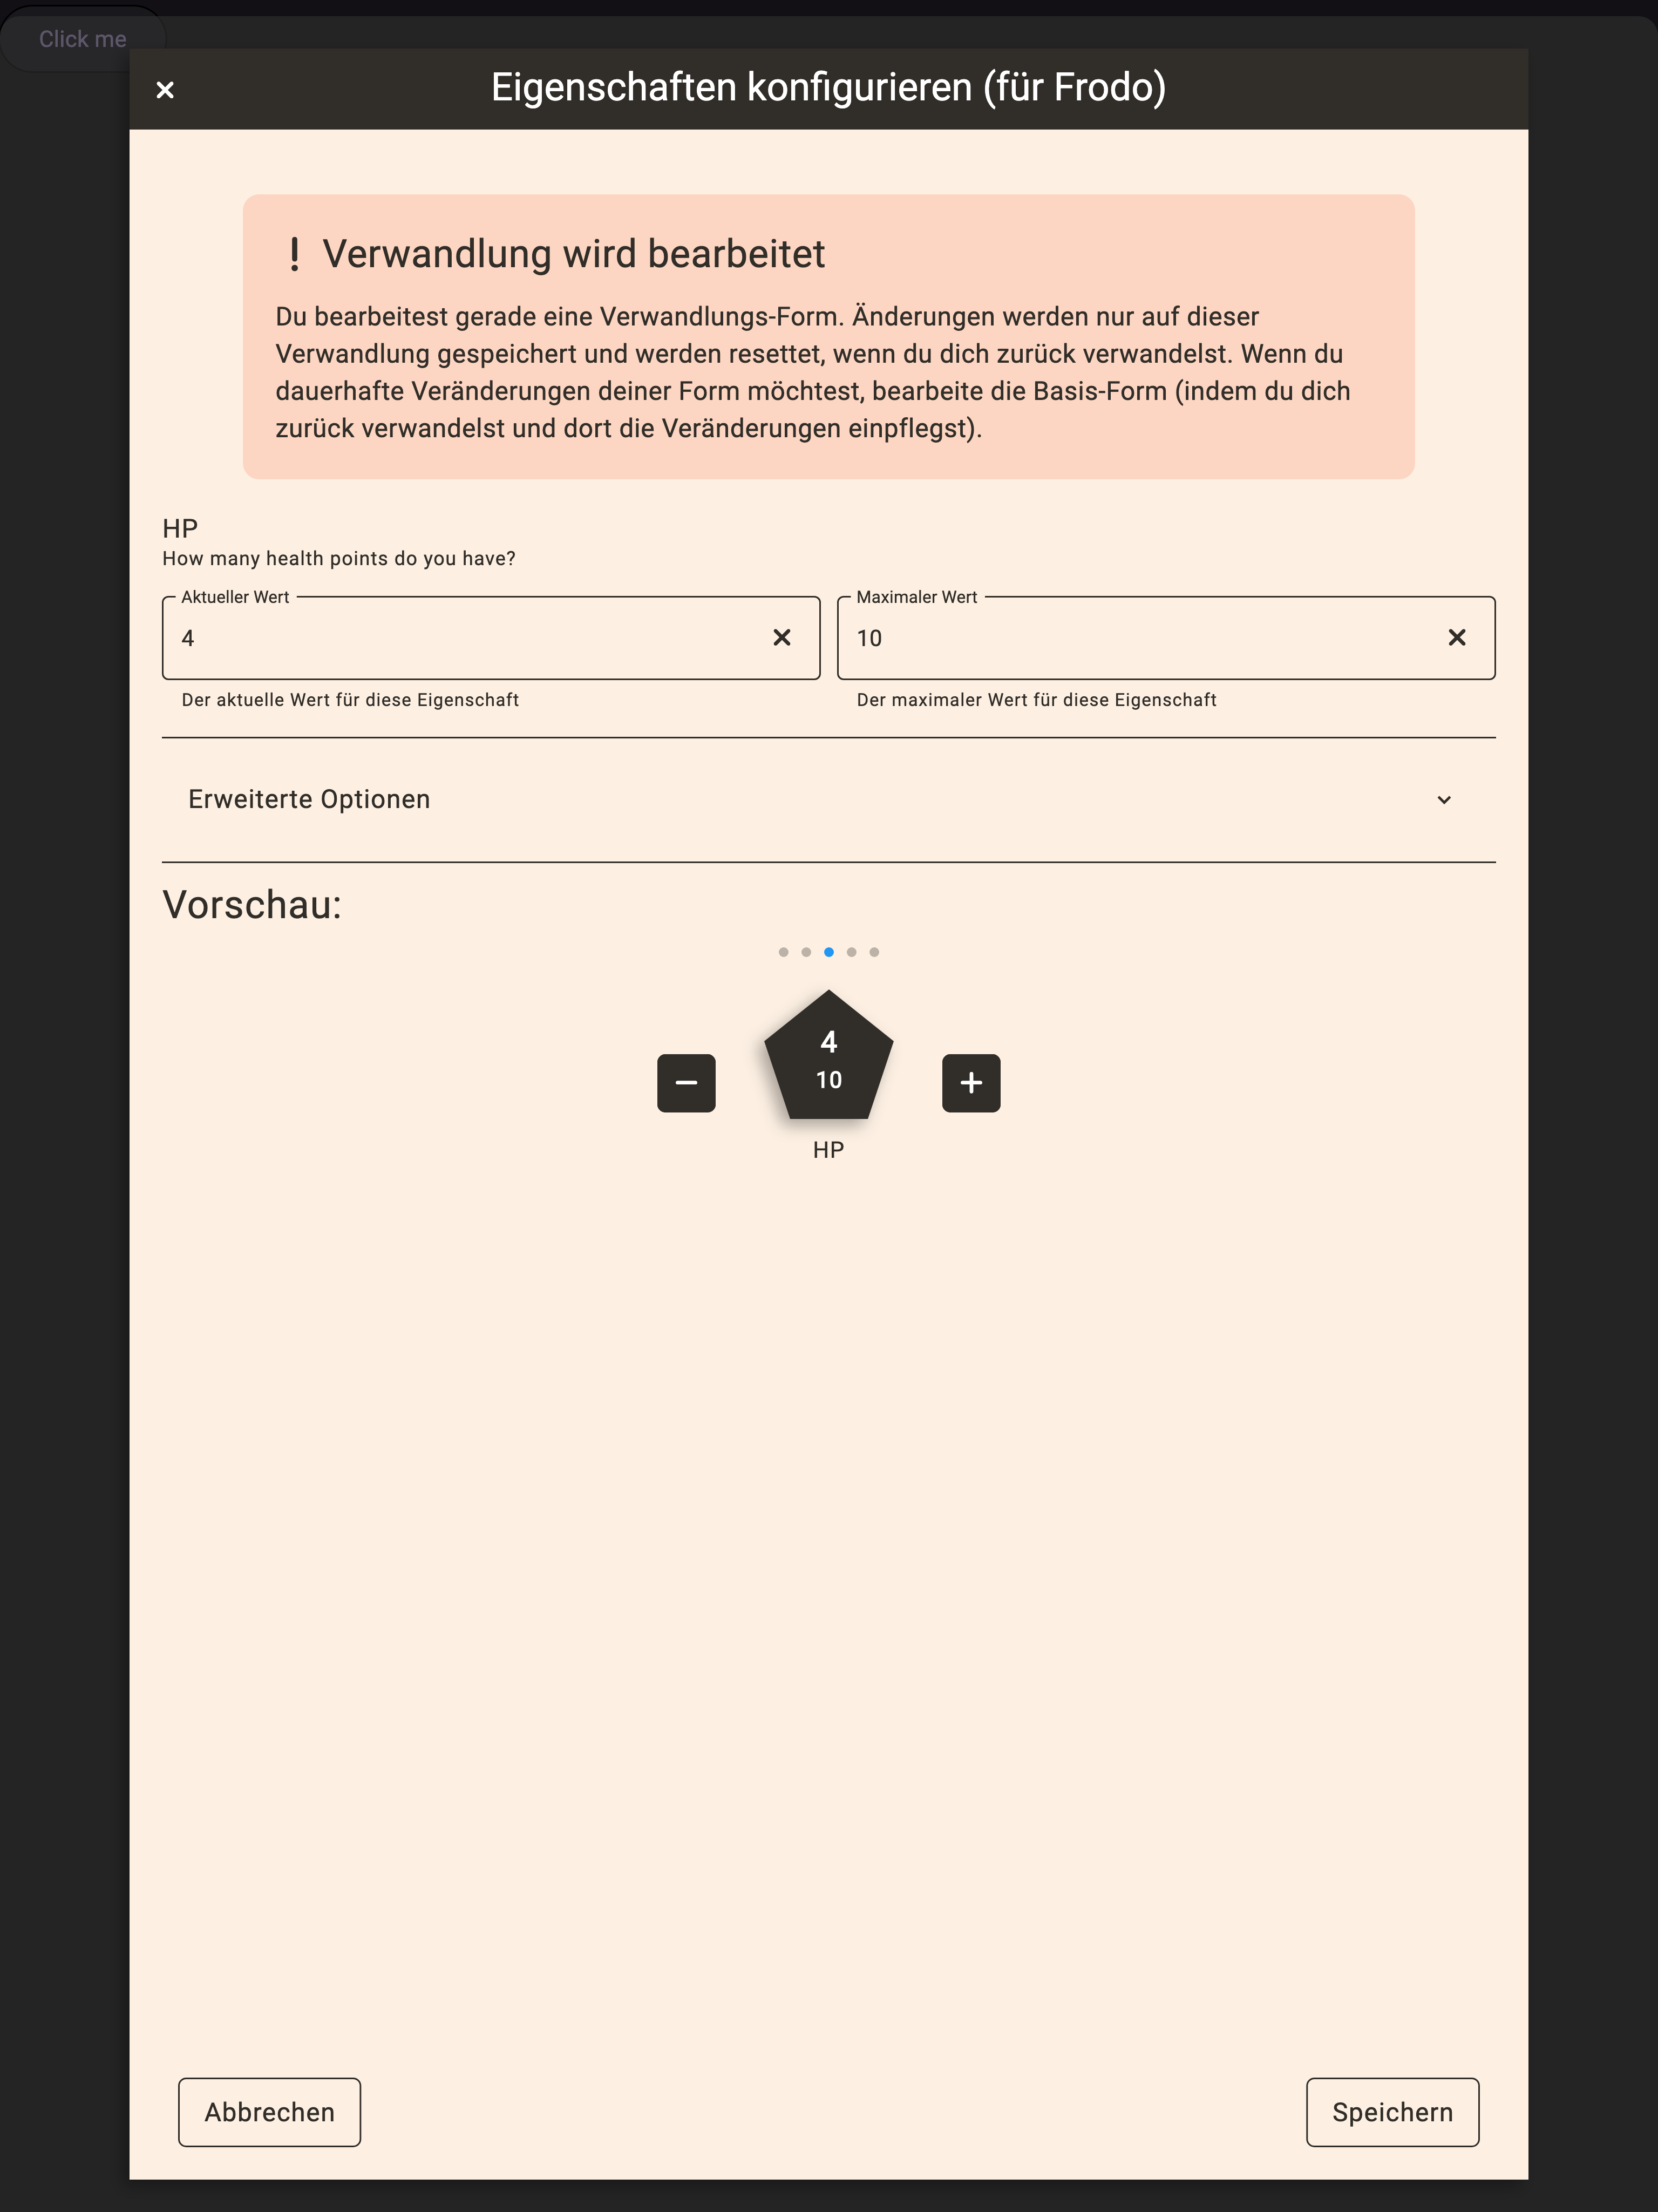 Click me
Eigenschaften konfigurieren (für Frodo)
Verwandlung wird bearbeitet
Du bearbeitest gerade eine Verwandlungs-Form. Änderungen werden nur auf dieser
Verwandlung gespeichert und werden resettet, wenn du dich zurück verwandelst. Wenn du
dauerhafte Veränderungen deiner Form möchtest, bearbeite die Basis-Form (indem du dich
zurück verwandelst und dort die Veränderungen einpflegst).
HP
How many health points do you have?
Aktueller Wert
4
Der aktuelle Wert für diese Eigenschaft
Maximaler Wert
10
Der maximaler Wert für diese Eigenschaft
Erweiterte Optionen
Vorschau:
4
10
HP
Abbrechen
Speichern